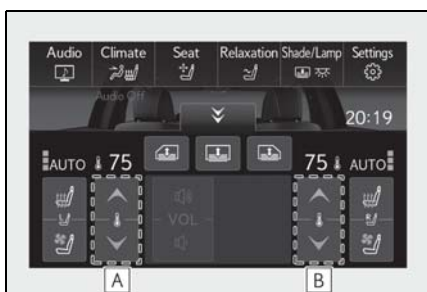 Audio Climate Seat Relaxation Shade/Lamp Settings
Audio Off
20:19
AUTO 75 75 AUTO
L R
VOL
A B